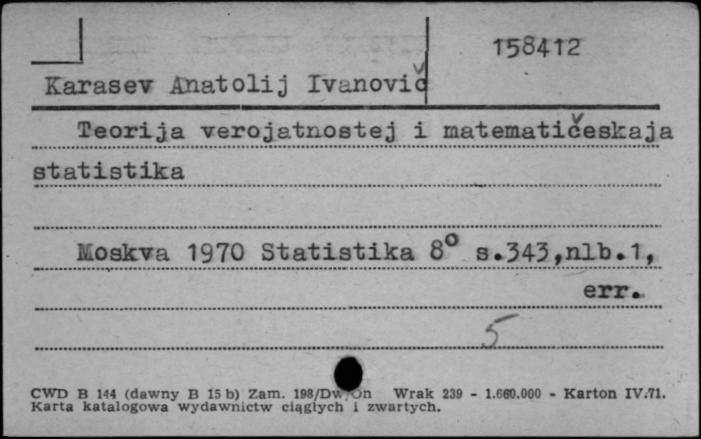 158412
Karasev Anatolij Ivanovič
Teorija verojatnostej i matematičeskaja
statistika
Moskva 1970 Statistika 8° s.343,nlb.1,
err.
5
CWD B 144 (dawny B 15 b) Zam. 198/Dw/On Wrak 239 - 1.660.000 - Karton IV.71.
Karta katalogowa wydawnictw ciągłych i zwartych.